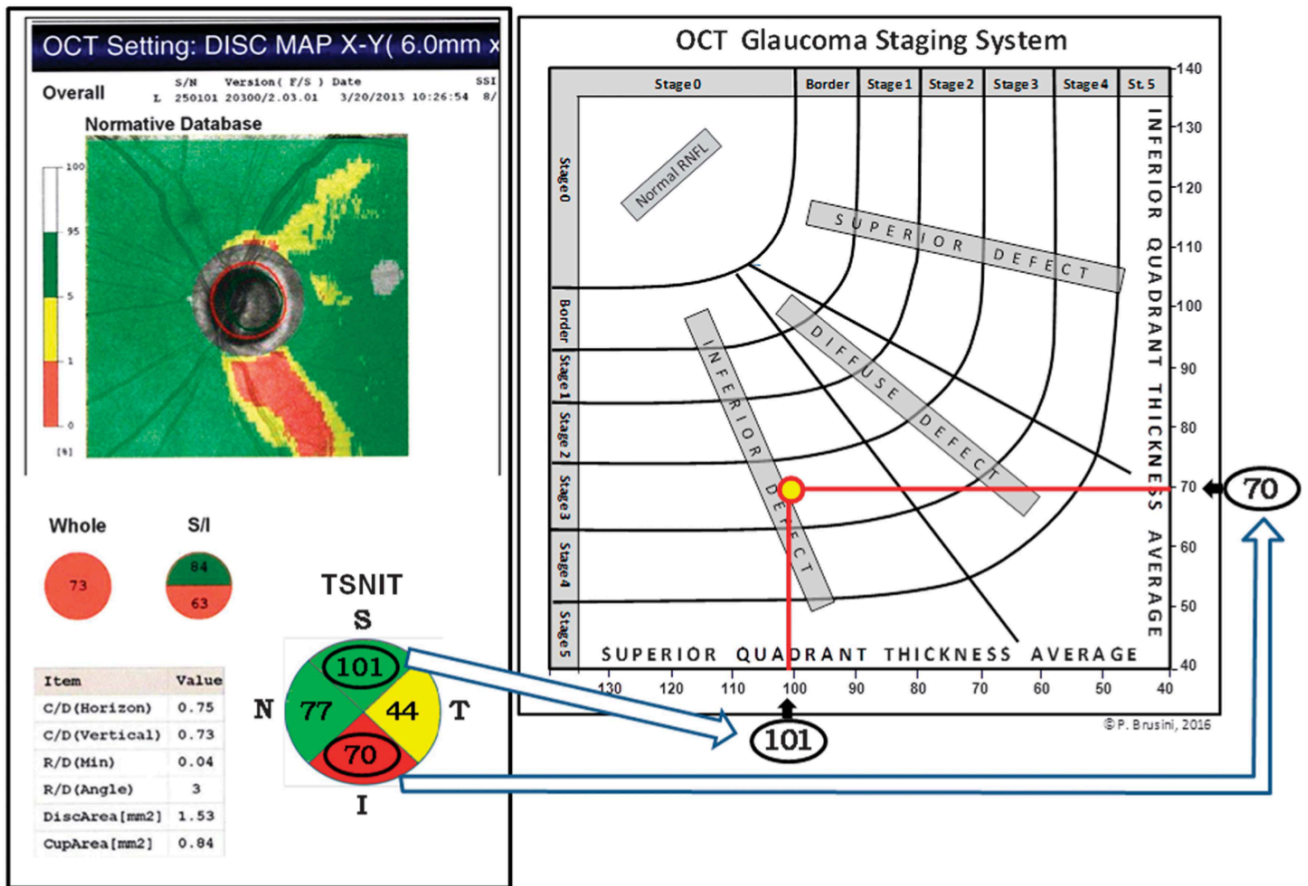 OCT Setting: DISC MAP X-Y( 6.0mm x
Overall
S/N Version( F/S ) Date SSI
L 250101 20300/2.03.01 3/20/2013 10:26:54 8/
Normative Database
100
95
5
1
0
[%]
Whole
S/I
73
84
63
TSNIT
S
101
N
77
44
T
70
I
Item Value
C/D(Horizon) 0.75
C/D(Vertical) 0.73
R/D(Min) 0.04
R/D(Angle) 3
DiscArea[mm2] 1.53
CupArea[mm2] 0.84
OCT Glaucoma Staging System
Stage 0 Border Stage 1 Stage 2 Stage 3 Stage 4 St. 5
Stage 0
Border
Stage 1
Stage 2
Stage 3
Stage 4
Stage 5
Normal RNFL
SUPERIOR DEFECT
DIFFUSE DEFECT
INFERIOR DEFECT
INFERIOR QUADRANT THICKNESS AVERAGE
140
130
120
110
100
90
80
70
60
50
40
70
SUPERIOR QUADRANT THICKNESS AVERAGE
130 120 110 100 90 80 70 60 50 40
101
©P. Brusini, 2016